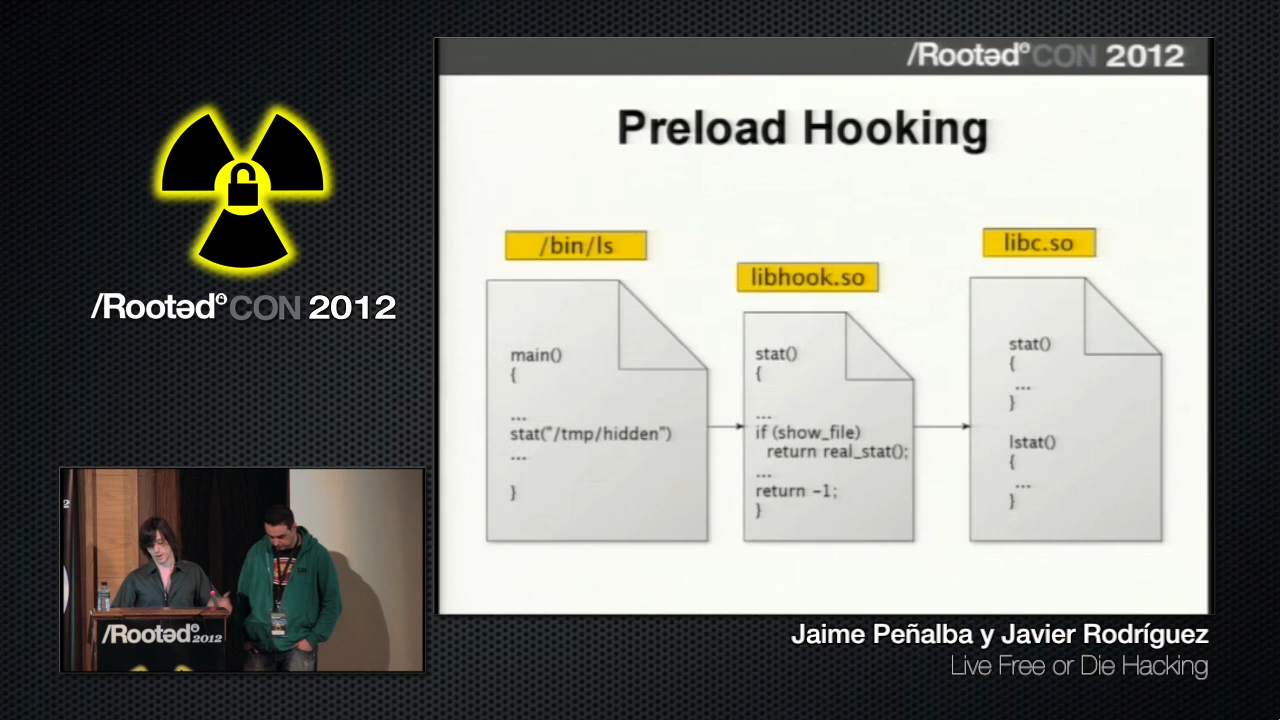 /Rootəd CON 2012
Preload Hooking
/bin/ls
libhook.so
libc.so
main()
{
...
stat("/tmp/hidden")
...
}
stat()
{
...
if (show_file)
return real_stat();
...
return -1;
}
stat()
{
...
}
lstat()
{
...
}
/Rootəd CON 2012
/Rootəd 2012
Jaime Peñalba y Javier Rodríguez
Live Free or Die Hacking